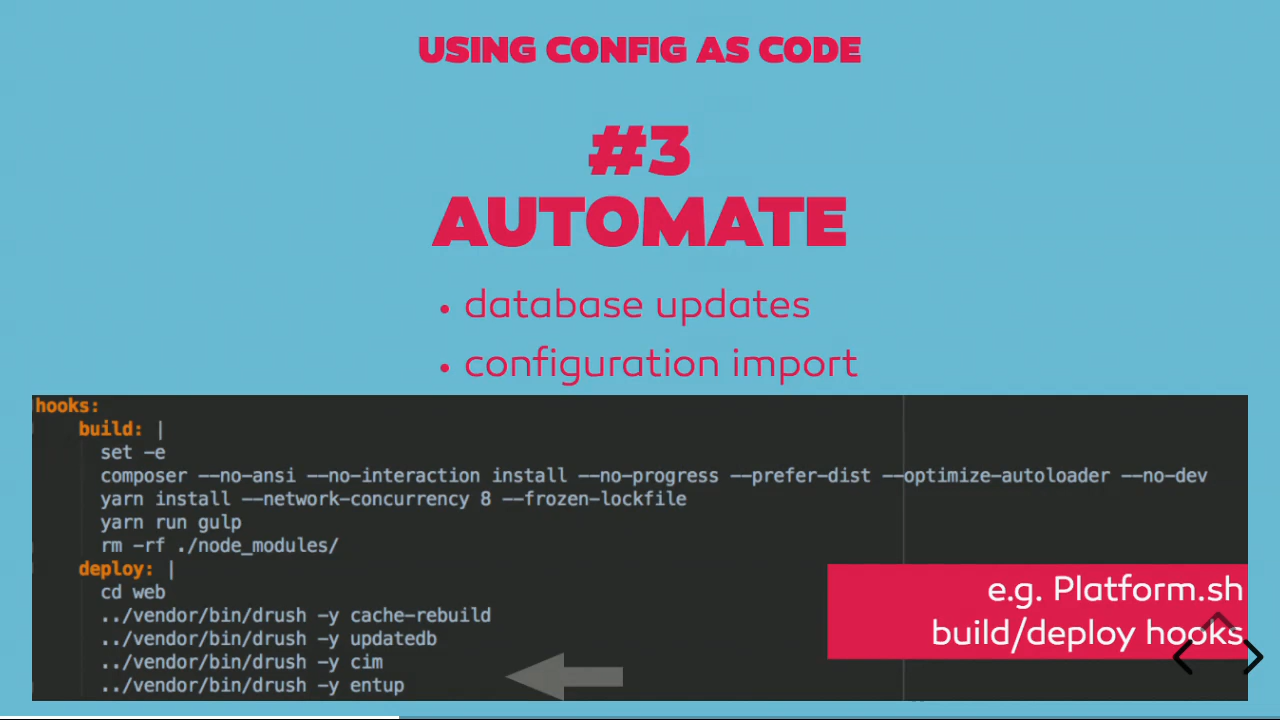 USING CONFIG AS CODE
#3
AUTOMATE
• database updates
• configuration import
hooks:
build: |
set -e
composer --no-ansi --no-interaction install --no-progress --prefer-dist --optimize-autoloader --no-dev
yarn install --network-concurrency 8 --frozen-lockfile
yarn run gulp
rm -rf ./node_modules/
deploy: |
cd web
../vendor/bin/drush -y cache-rebuild
../vendor/bin/drush -y updatedb
../vendor/bin/drush -y cim
../vendor/bin/drush -y entup
e.g. Platform.sh
build/deploy hooks